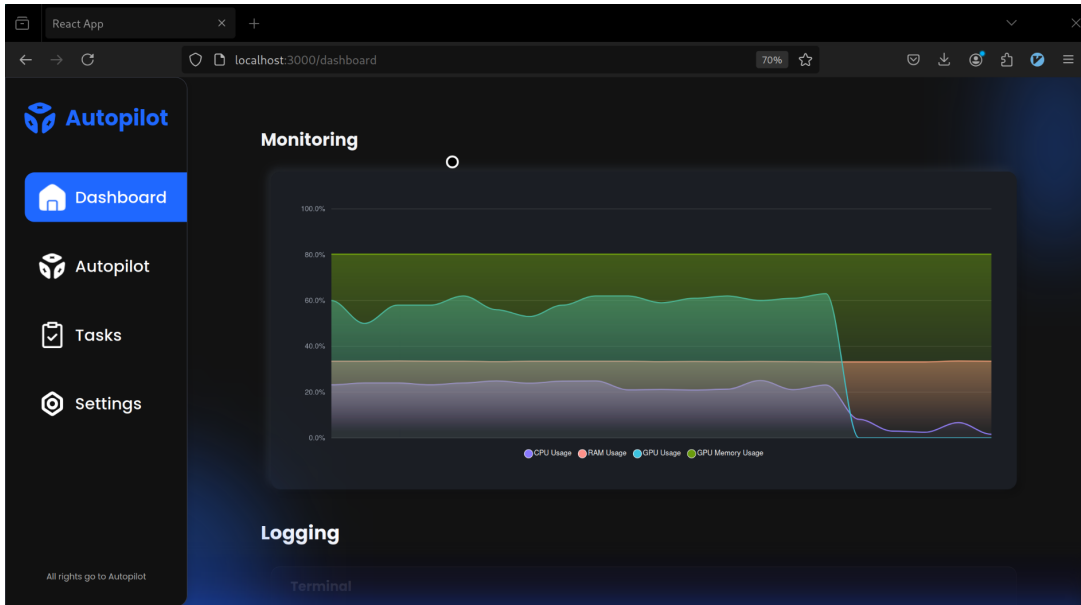 React App
localhost:3000/dashboard
70%
Autopilot
Dashboard
Autopilot
Tasks
Settings
All rights go to Autopilot
Monitoring
100.0%
80.0%
60.0%
40.0%
20.0%
0.0%
CPU Usage RAM Usage GPU Usage GPU Memory Usage
Logging
Terminal